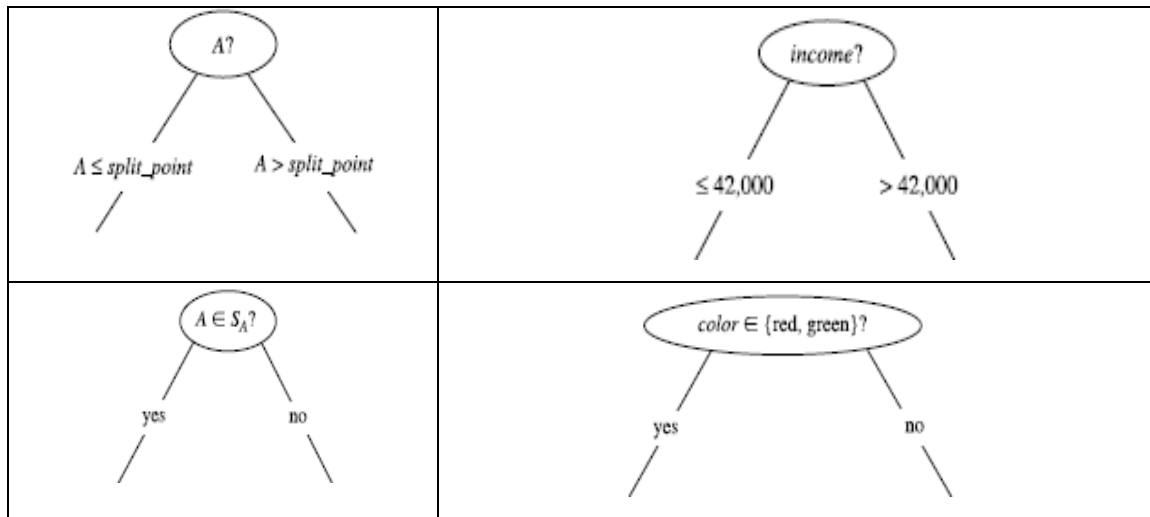 A?
A ≤ split_point
A > split_point
income?
≤ 42,000
> 42,000
A ∈ S_A?
yes
no
color ∈ {red, green}?
yes
no